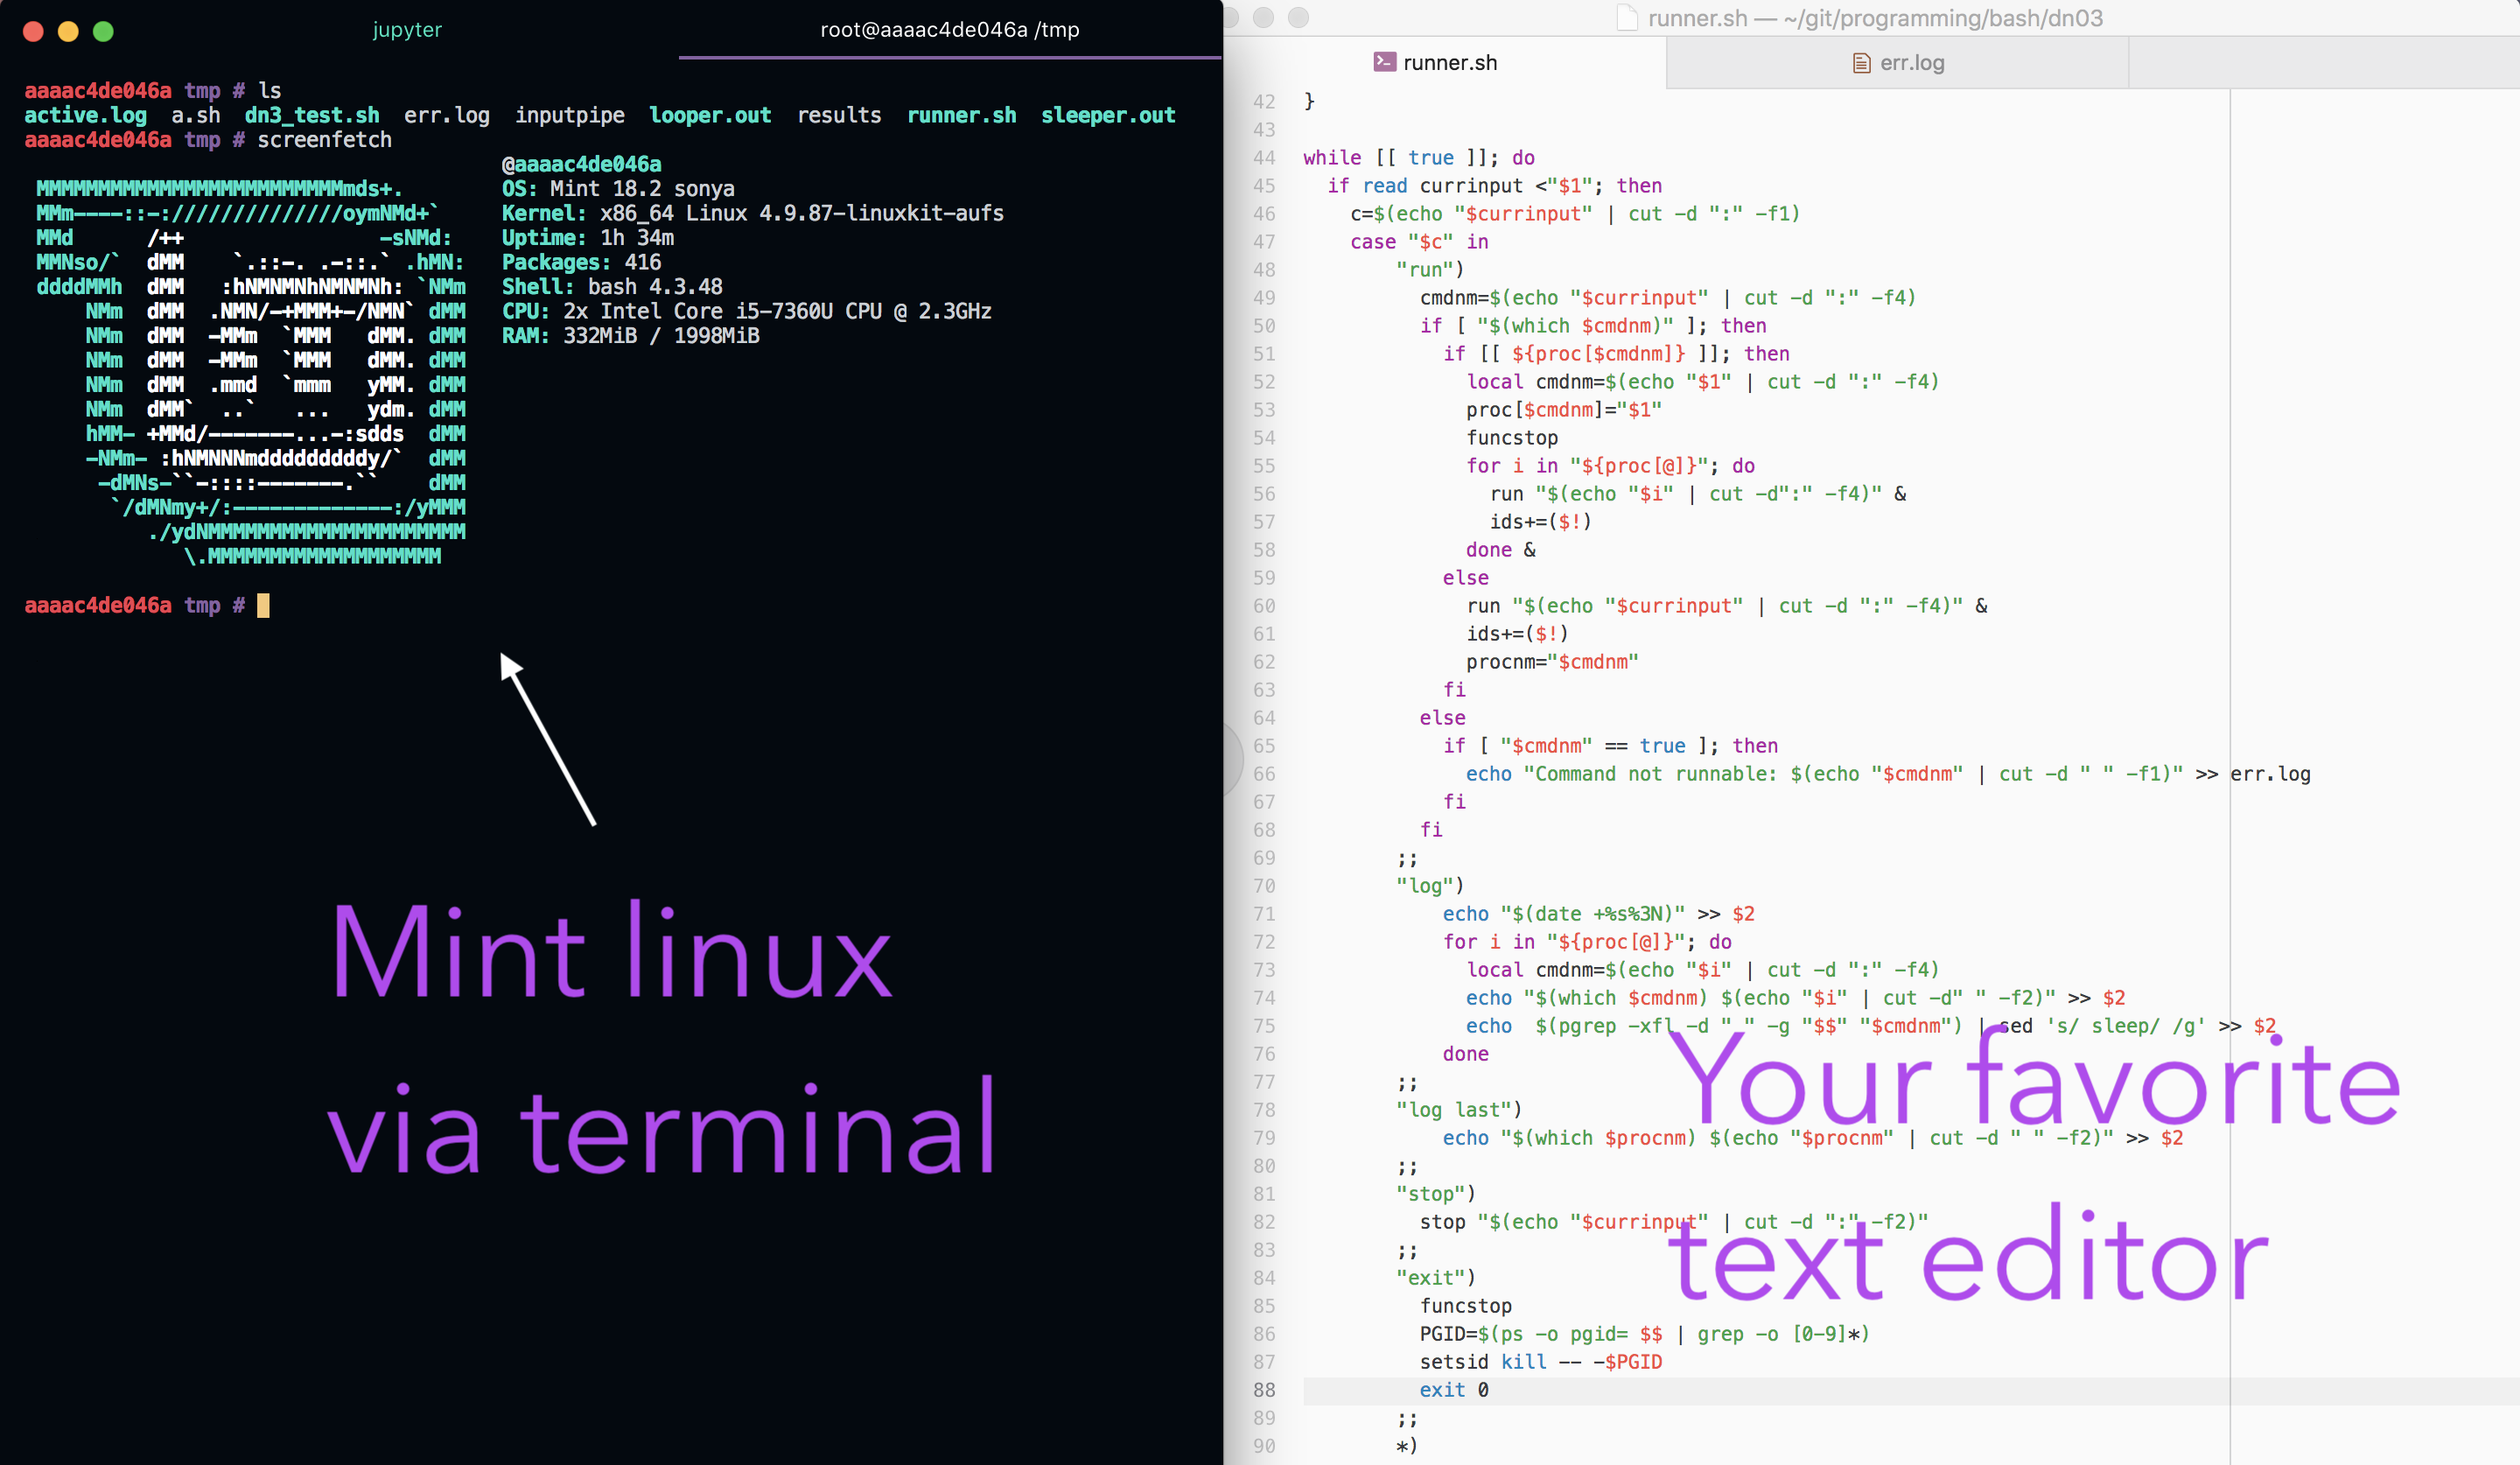 jupyter
root@aaaac4de046a /tmp
aaaac4de046a tmp # ls
active.log  a.sh  dn3_test.sh  err.log  inputpipe  looper.out  results  runner.sh  sleeper.out
aaaac4de046a tmp # screenfetch
@aaaac4de046a
MMMMMMMMMMMMMMMMMMMMMMMMMmds+.   OS: Mint 18.2 sonya
MMm----::-://////////////oymNMd+`   Kernel: x86_64 Linux 4.9.87-linuxkit-aufs
MMd      /++                -sNMd:   Uptime: 1h 34m
MMNso/`  dMM    `.::-. .-::.` .hMN:   Packages: 416
ddddMMh  dMM   :hNMNMNhNMNMNh: `NMm   Shell: bash 4.3.48
NMm  dMM  .NMN/-+MMM+-/NMN` dMM   CPU: 2x Intel Core i5-7360U CPU @ 2.3GHz
NMm  dMM  -MMm  `MMM   dMM. dMM   RAM: 332MiB / 1998MiB
NMm  dMM  -MMm  `MMM   dMM. dMM
NMm  dMM  .mmd  `mmm   yMM. dMM
NMm  dMM`  ..`   ...   ydm. dMM
hMM- +MMd/-------...-:sdds  dMM
-NMm- :hNMNNNmdddddddddy/`  dMM
-dMNs-``-::::-------.``    dMM
`/dMNmy+/:-------------:/yMMM
./ydNMMMMMMMMMMMMMMMMMMMMM
\.MMMMMMMMMMMMMMMMMMM
aaaac4de046a tmp #
Mint linux
via terminal
runner.sh — ~/git/programming/bash/dn03
runner.sh
err.log
42 }
43
44 while [[ true ]]; do
45 if read currinput <"$1"; then
46 c=$(echo "$currinput" | cut -d ":" -f1)
47 case "$c" in
48 "run")
49 cmdnm=$(echo "$currinput" | cut -d ":" -f4)
50 if [ "$(which $cmdnm)" ]; then
51 if [[ ${proc[$cmdnm]} ]]; then
52 local cmdnm=$(echo "$1" | cut -d ":" -f4)
53 proc[$cmdnm]="$1"
54 funcstop
55 for i in "${proc[@]}"; do
56 run "$(echo "$i" | cut -d":" -f4)" &
57 ids+=($!)
58 done &
59 else
60 run "$(echo "$currinput" | cut -d ":" -f4)" &
61 ids+=($!)
62 procnm="$cmdnm"
63 fi
64 else
65 if [ "$cmdnm" == true ]; then
66 echo "Command not runnable: $(echo "$cmdnm" | cut -d " " -f1)" >> err.log
67 fi
68 fi
69 ;;
70 "log")
71 echo "$(date +%s%3N)" >> $2
72 for i in "${proc[@]}"; do
73 local cmdnm=$(echo "$i" | cut -d ":" -f4)
74 echo "$(which $cmdnm) $(echo "$i" | cut -d" " -f2)" >> $2
75 echo  $(pgrep -xfl -d " " -g "$$" "$cmdnm") | sed 's/ sleep/ /g' >> $2
76 done
77 ;;
78 "log last")
79 echo "$(which $procnm) $(echo "$procnm" | cut -d " " -f2)" >> $2
80 ;;
81 "stop")
82 stop "$(echo "$currinput" | cut -d ":" -f2)"
83 ;;
84 "exit")
85 funcstop
86 PGID=$(ps -o pgid= $$ | grep -o [0-9]*)
87 setsid kill -- -$PGID
88 exit 0
89 ;;
90 *)
Your favorite
text editor